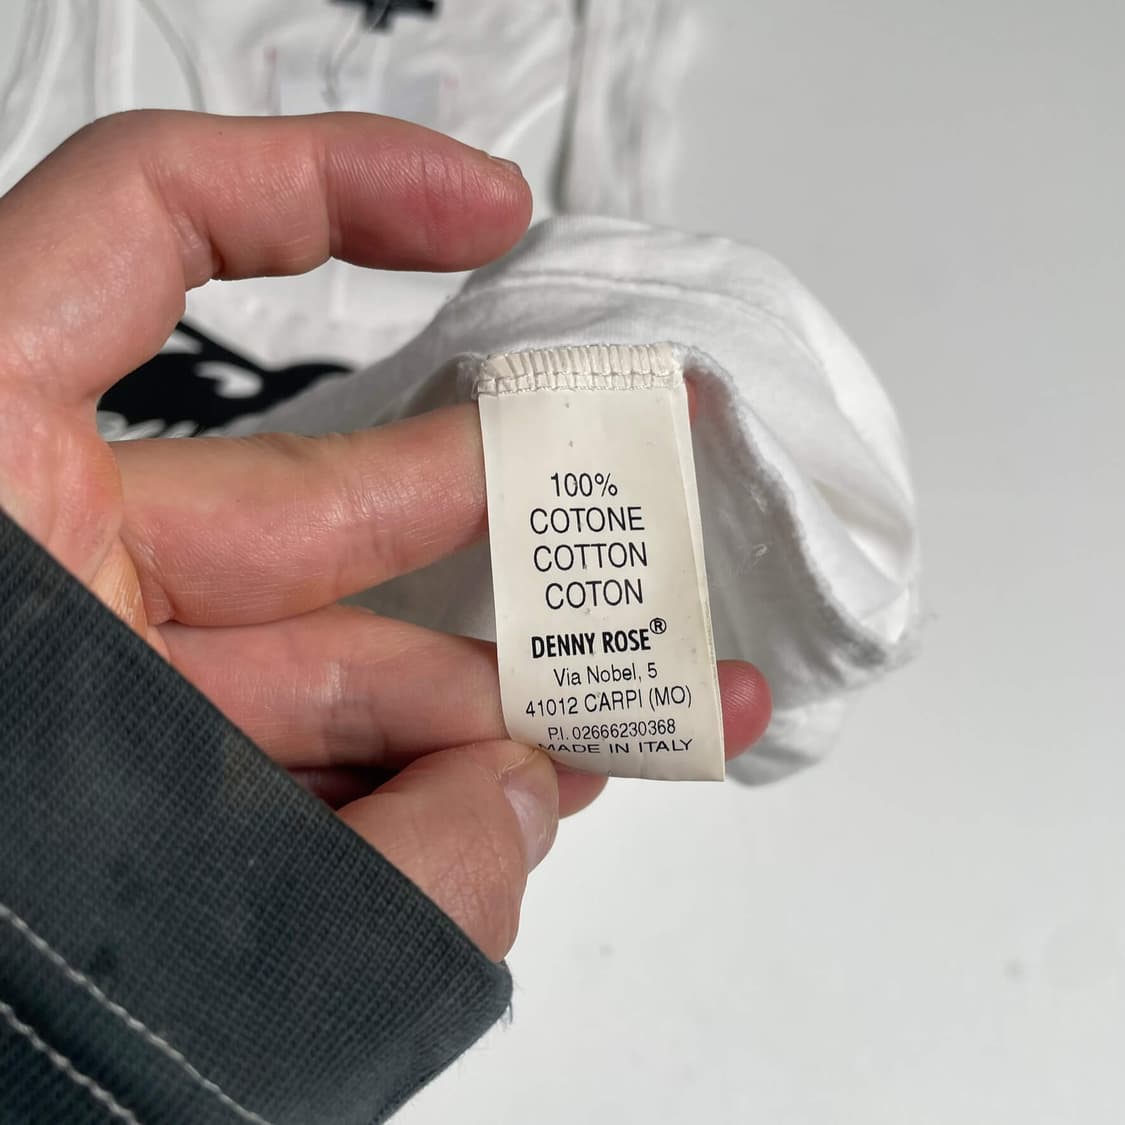 100%
COTONE
COTTON
COTON
DENNY ROSE®
Via Nobel, 5
41012 CARPI (MO)
P.I. 02666230368
MADE IN ITALY